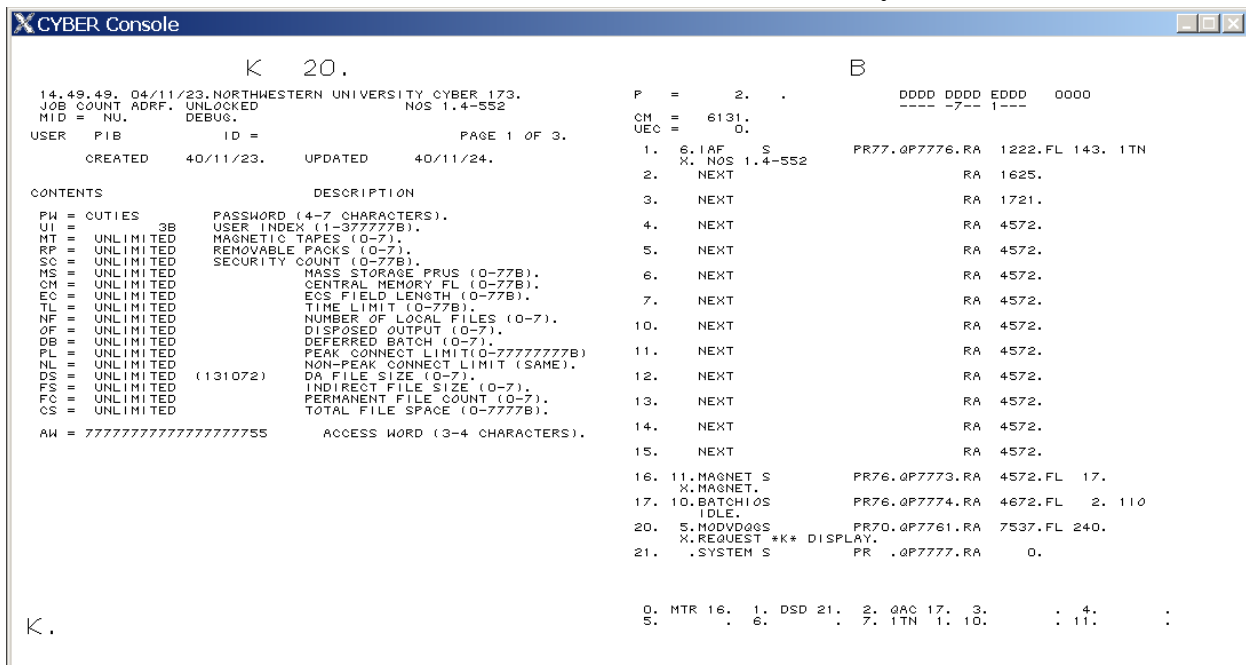 CYBER Console
K 20.
14.49.49. 04/11/23.NORTHWESTERN UNIVERSITY CYBER 173.
JOB COUNT ADRF. UNLOCKED NOS 1.4-552
MID = NU. DEBUG.
USER PIB ID = PAGE 1 OF 3.
CREATED 40/11/23. UPDATED 40/11/24.
CONTENTS DESCRIPTION
PW = CUTIES PASSWORD (4-7 CHARACTERS).
UI = 3B USER INDEX (1-377777B).
MT = UNLIMITED MAGNETIC TAPES (0-7).
RP = UNLIMITED REMOVABLE PACKS (0-7).
SC = UNLIMITED SECURITY COUNT (0-77B).
MS = UNLIMITED MASS STORAGE PRUS (0-77B).
CM = UNLIMITED CENTRAL MEMORY FL (0-77B).
EC = UNLIMITED ECS FIELD LENGTH (0-77B).
TL = UNLIMITED TIME LIMIT (0-77B).
NF = UNLIMITED NUMBER OF LOCAL FILES (0-7).
OF = UNLIMITED DISPOSED OUTPUT (0-7).
DB = UNLIMITED DEFERRED BATCH (0-7).
PL = UNLIMITED PEAK CONNECT LIMIT(0-77777777B)
NL = UNLIMITED NON-PEAK CONNECT LIMIT (SAME).
DS = UNLIMITED (131072) DA FILE SIZE (0-7).
FS = UNLIMITED INDIRECT FILE SIZE (0-7).
FC = UNLIMITED PERMANENT FILE COUNT (0-7).
CS = UNLIMITED TOTAL FILE SPACE (0-7777B).
AW = 77777777777777777755 ACCESS WORD (3-4 CHARACTERS).
K.
B
P = 2. . DDDD DDDD EDDD 0000
---- -7-- 1---
CM = 6131.
UEC = 0.
1. 6.IAF S PR77.QP7776.RA 1222.FL 143. 1TN
X. NOS 1.4-552
2. NEXT RA 1625.
3. NEXT RA 1721.
4. NEXT RA 4572.
5. NEXT RA 4572.
6. NEXT RA 4572.
7. NEXT RA 4572.
10. NEXT RA 4572.
11. NEXT RA 4572.
12. NEXT RA 4572.
13. NEXT RA 4572.
14. NEXT RA 4572.
15. NEXT RA 4572.
16. 11.MAGNET S PR76.QP7773.RA 4572.FL 17.
X.MAGNET.
17. 10.BATCHIOS PR76.QP7774.RA 4672.FL 2. 1IO
IDLE.
20. 5.MODVDQGS PR70.QP7761.RA 7537.FL 240.
X.REQUEST *K* DISPLAY.
21. .SYSTEM S PR .QP7777.RA 0.
0. MTR 16. 1. DSD 21. 2. QAC 17. 3. . 4. .
5. . 6. . 7. 1TN 1. 10. . 11. .